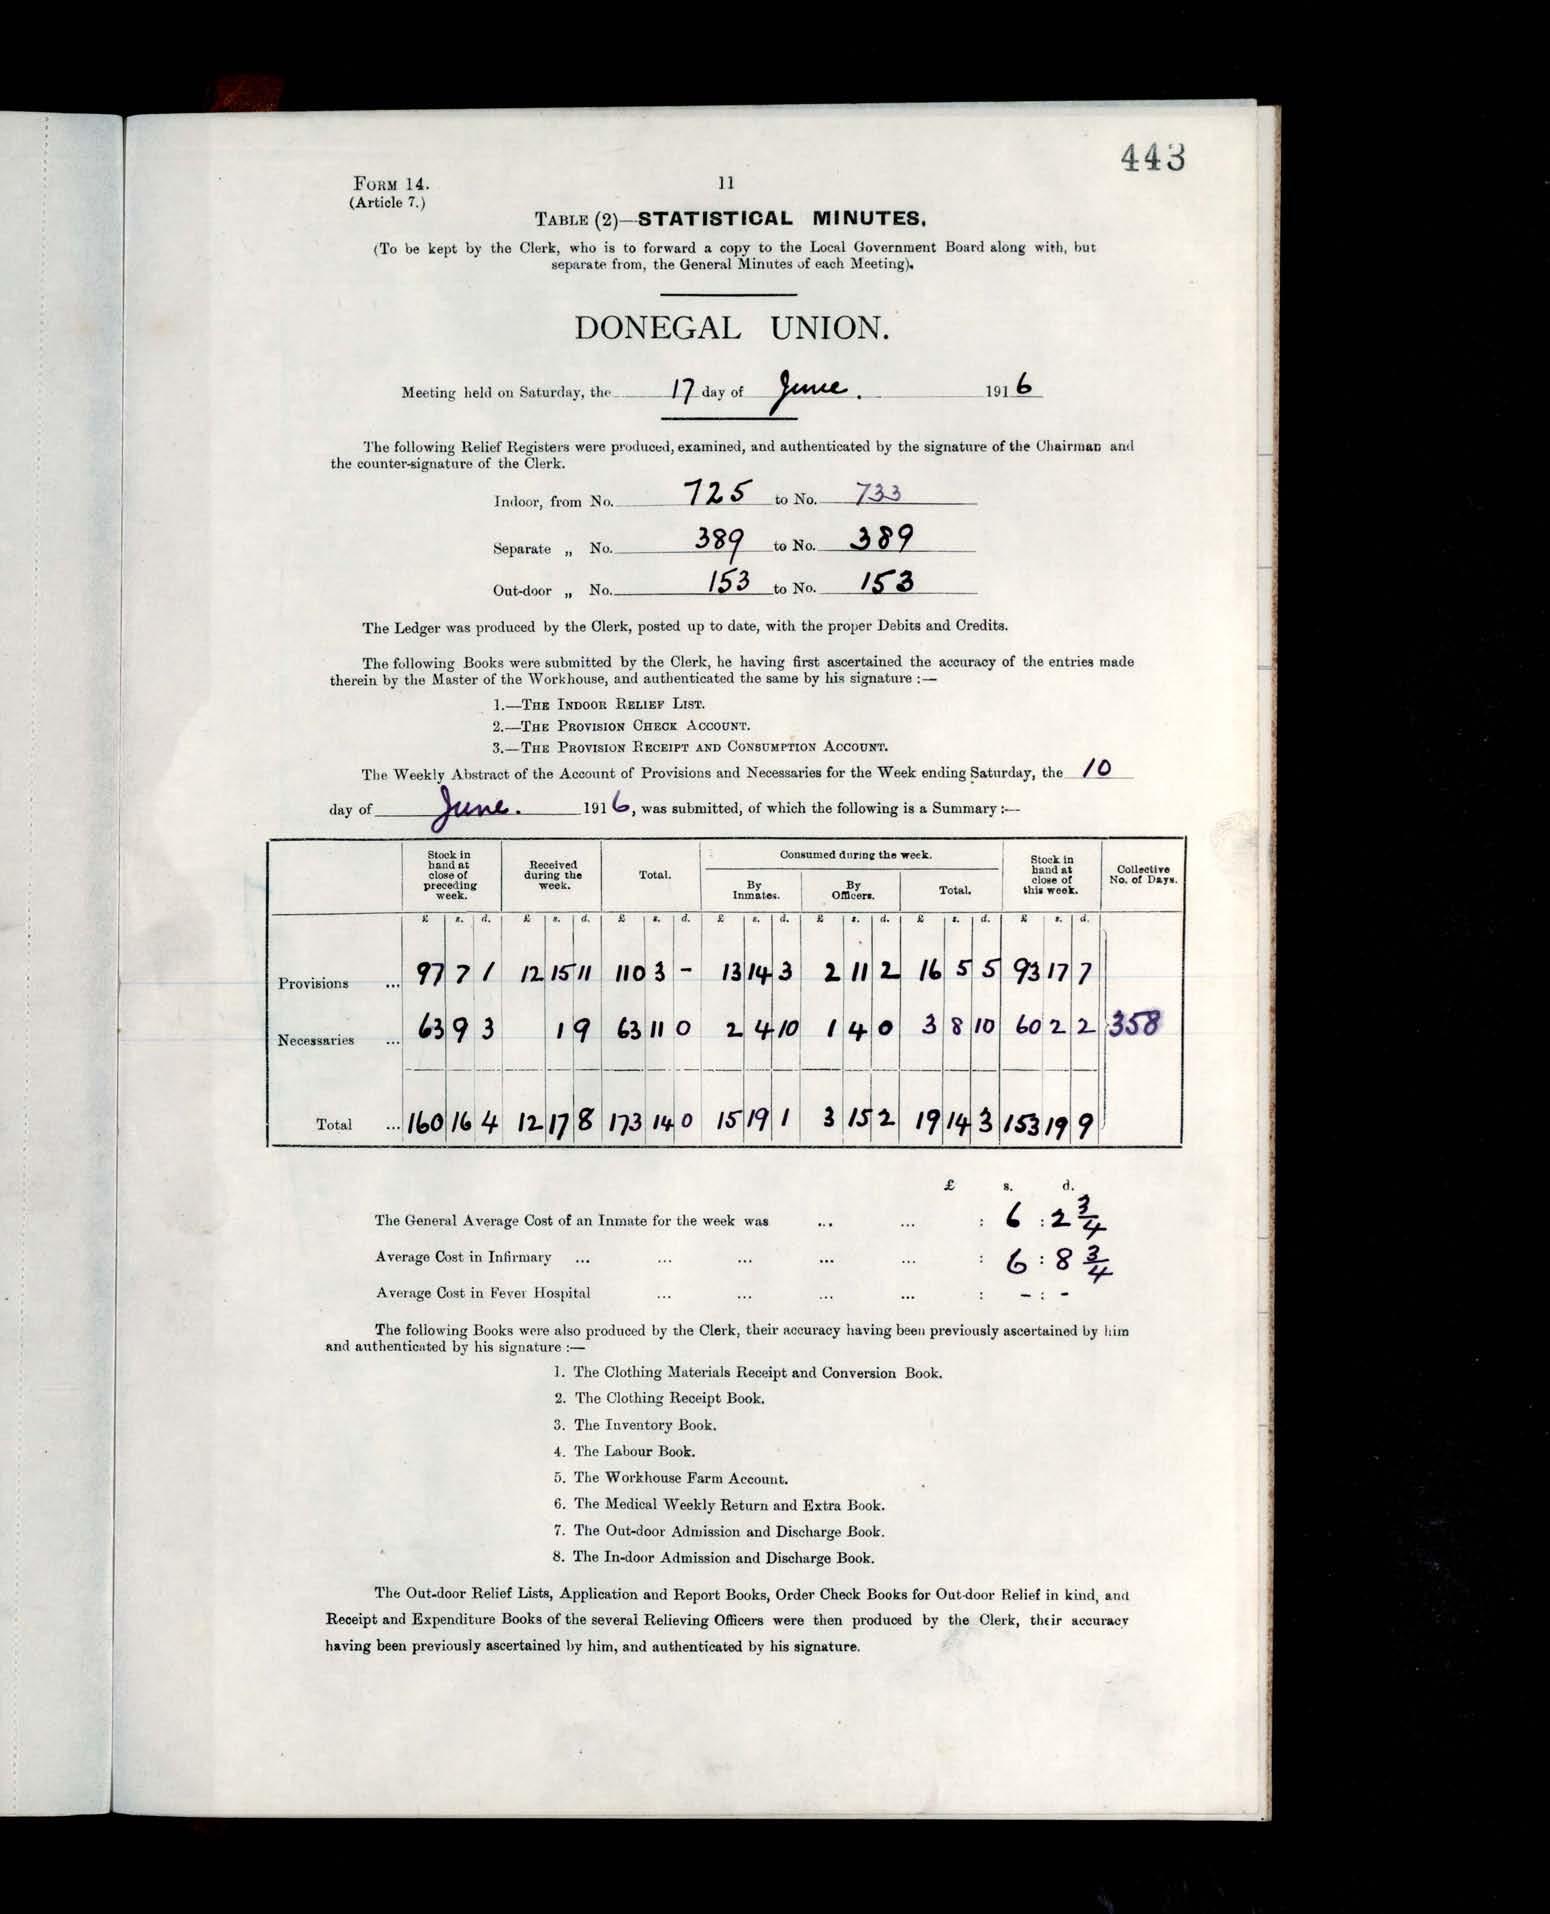 443
FORM 14.
(Article 7.)
11
TABLE (2)—STATISTICAL MINUTES.
(To be kept by the Clerk, who is to forward a copy to the Local Government Board along with, but
separate from, the General Minutes of each Meeting).
DONEGAL UNION.
Meeting held on Saturday, the 17 day of June. 1916
The following Relief Registers were produced, examined, and authenticated by the signature of the Chairman and
the counter-signature of the Clerk.
Indoor, from No. 725 to No. 733
Separate „ No. 389 to No. 389
Out-door „ No. 153 to No. 153
The Ledger was produced by the Clerk, posted up to date, with the proper Debits and Credits.
The following Books were submitted by the Clerk, he having first ascertained the accuracy of the entries made
therein by the Master of the Workhouse, and authenticated the same by his signature :—
1.—THE INDOOR RELIEF LIST.
2.—THE PROVISION CHECK ACCOUNT.
3.—THE PROVISION RECEIPT AND CONSUMPTION ACCOUNT.
The Weekly Abstract of the Account of Provisions and Necessaries for the Week ending Saturday, the 10
day of June. 1916, was submitted, of which the following is a Summary :—
Stock in hand at close of preceding week. Received during the week. Total. Consumed during the week. Stock in hand at close of this week. Collective No. of Days.
By Inmates. By Officers. Total.
£ s. d. £ s. d. £ s. d. £ s. d. £ s. d. £ s. d. £ s. d.
Provisions ... 97 7 1 12 15 11 110 3 - 13 14 3 2 11 2 16 5 5 93 17 7
Necessaries ... 63 9 3 1 9 63 11 0 2 4 10 1 4 0 3 8 10 60 2 2 358
Total ... 160 16 4 12 17 8 173 14 0 15 19 1 3 15 2 19 14 3 153 19 9
£ s. d.
The General Average Cost of an Inmate for the week was ... ... : 6 : 2 3/4
Average Cost in Infirmary ... ... ... ... ... : 6 : 8 3/4
Average Cost in Fever Hospital ... ... ... ... : - : -
The following Books were also produced by the Clerk, their accuracy having been previously ascertained by him
and authenticated by his signature :—
1. The Clothing Materials Receipt and Conversion Book.
2. The Clothing Receipt Book.
3. The Inventory Book.
4. The Labour Book.
5. The Workhouse Farm Account.
6. The Medical Weekly Return and Extra Book.
7. The Out-door Admission and Discharge Book.
8. The In-door Admission and Discharge Book.
The Out-door Relief Lists, Application and Report Books, Order Check Books for Out-door Relief in kind, and
Receipt and Expenditure Books of the several Relieving Officers were then produced by the Clerk, their accuracy
having been previously ascertained by him, and authenticated by his signature.